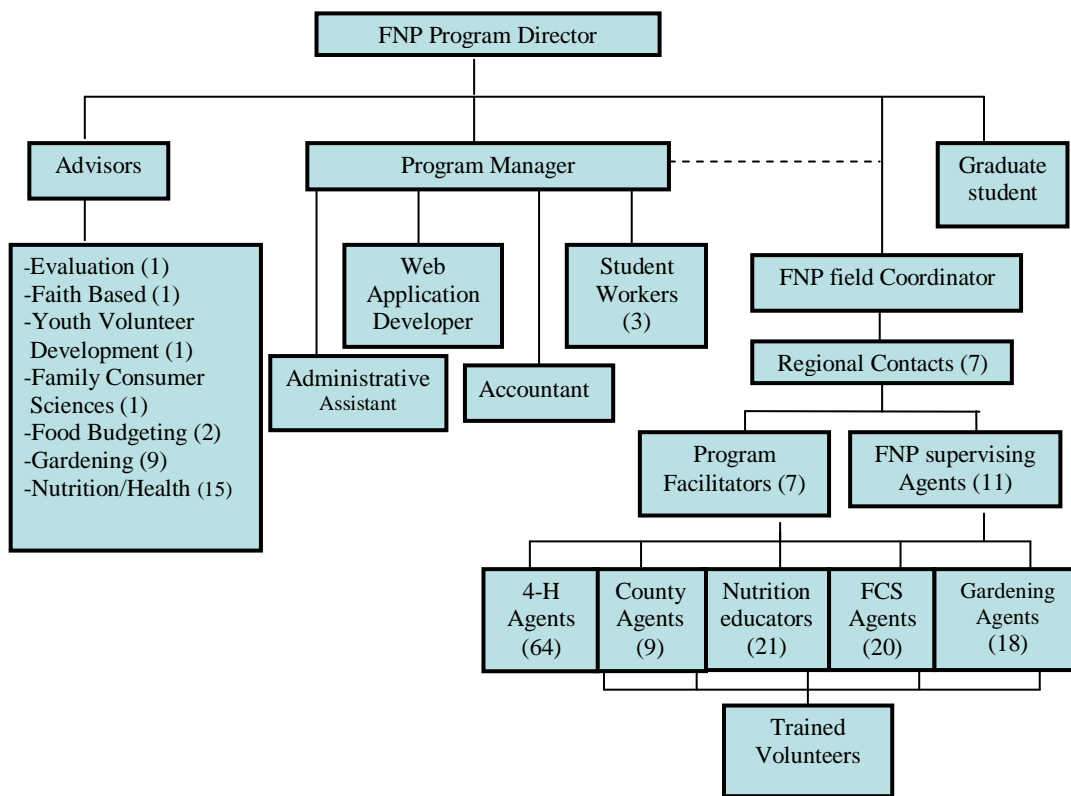 FNP Program Director
Advisors
Program Manager
Graduate
student
-Evaluation (1)
-Faith Based (1)
-Youth Volunteer
Development (1)
-Family Consumer
Sciences (1)
-Food Budgeting (2)
-Gardening (9)
-Nutrition/Health (15)
Web
Application
Developer
Student
Workers
(3)
FNP field Coordinator
Administrative
Assistant
Accountant
Regional Contacts (7)
Program
Facilitators (7)
FNP supervising
Agents (11)
4-H
Agents
(64)
County
Agents
(9)
Nutrition
educators
(21)
FCS
Agents
(20)
Gardening
Agents
(18)
Trained
Volunteers